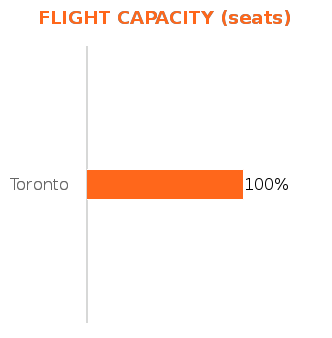 FLIGHT CAPACITY (seats)
Toronto 100%